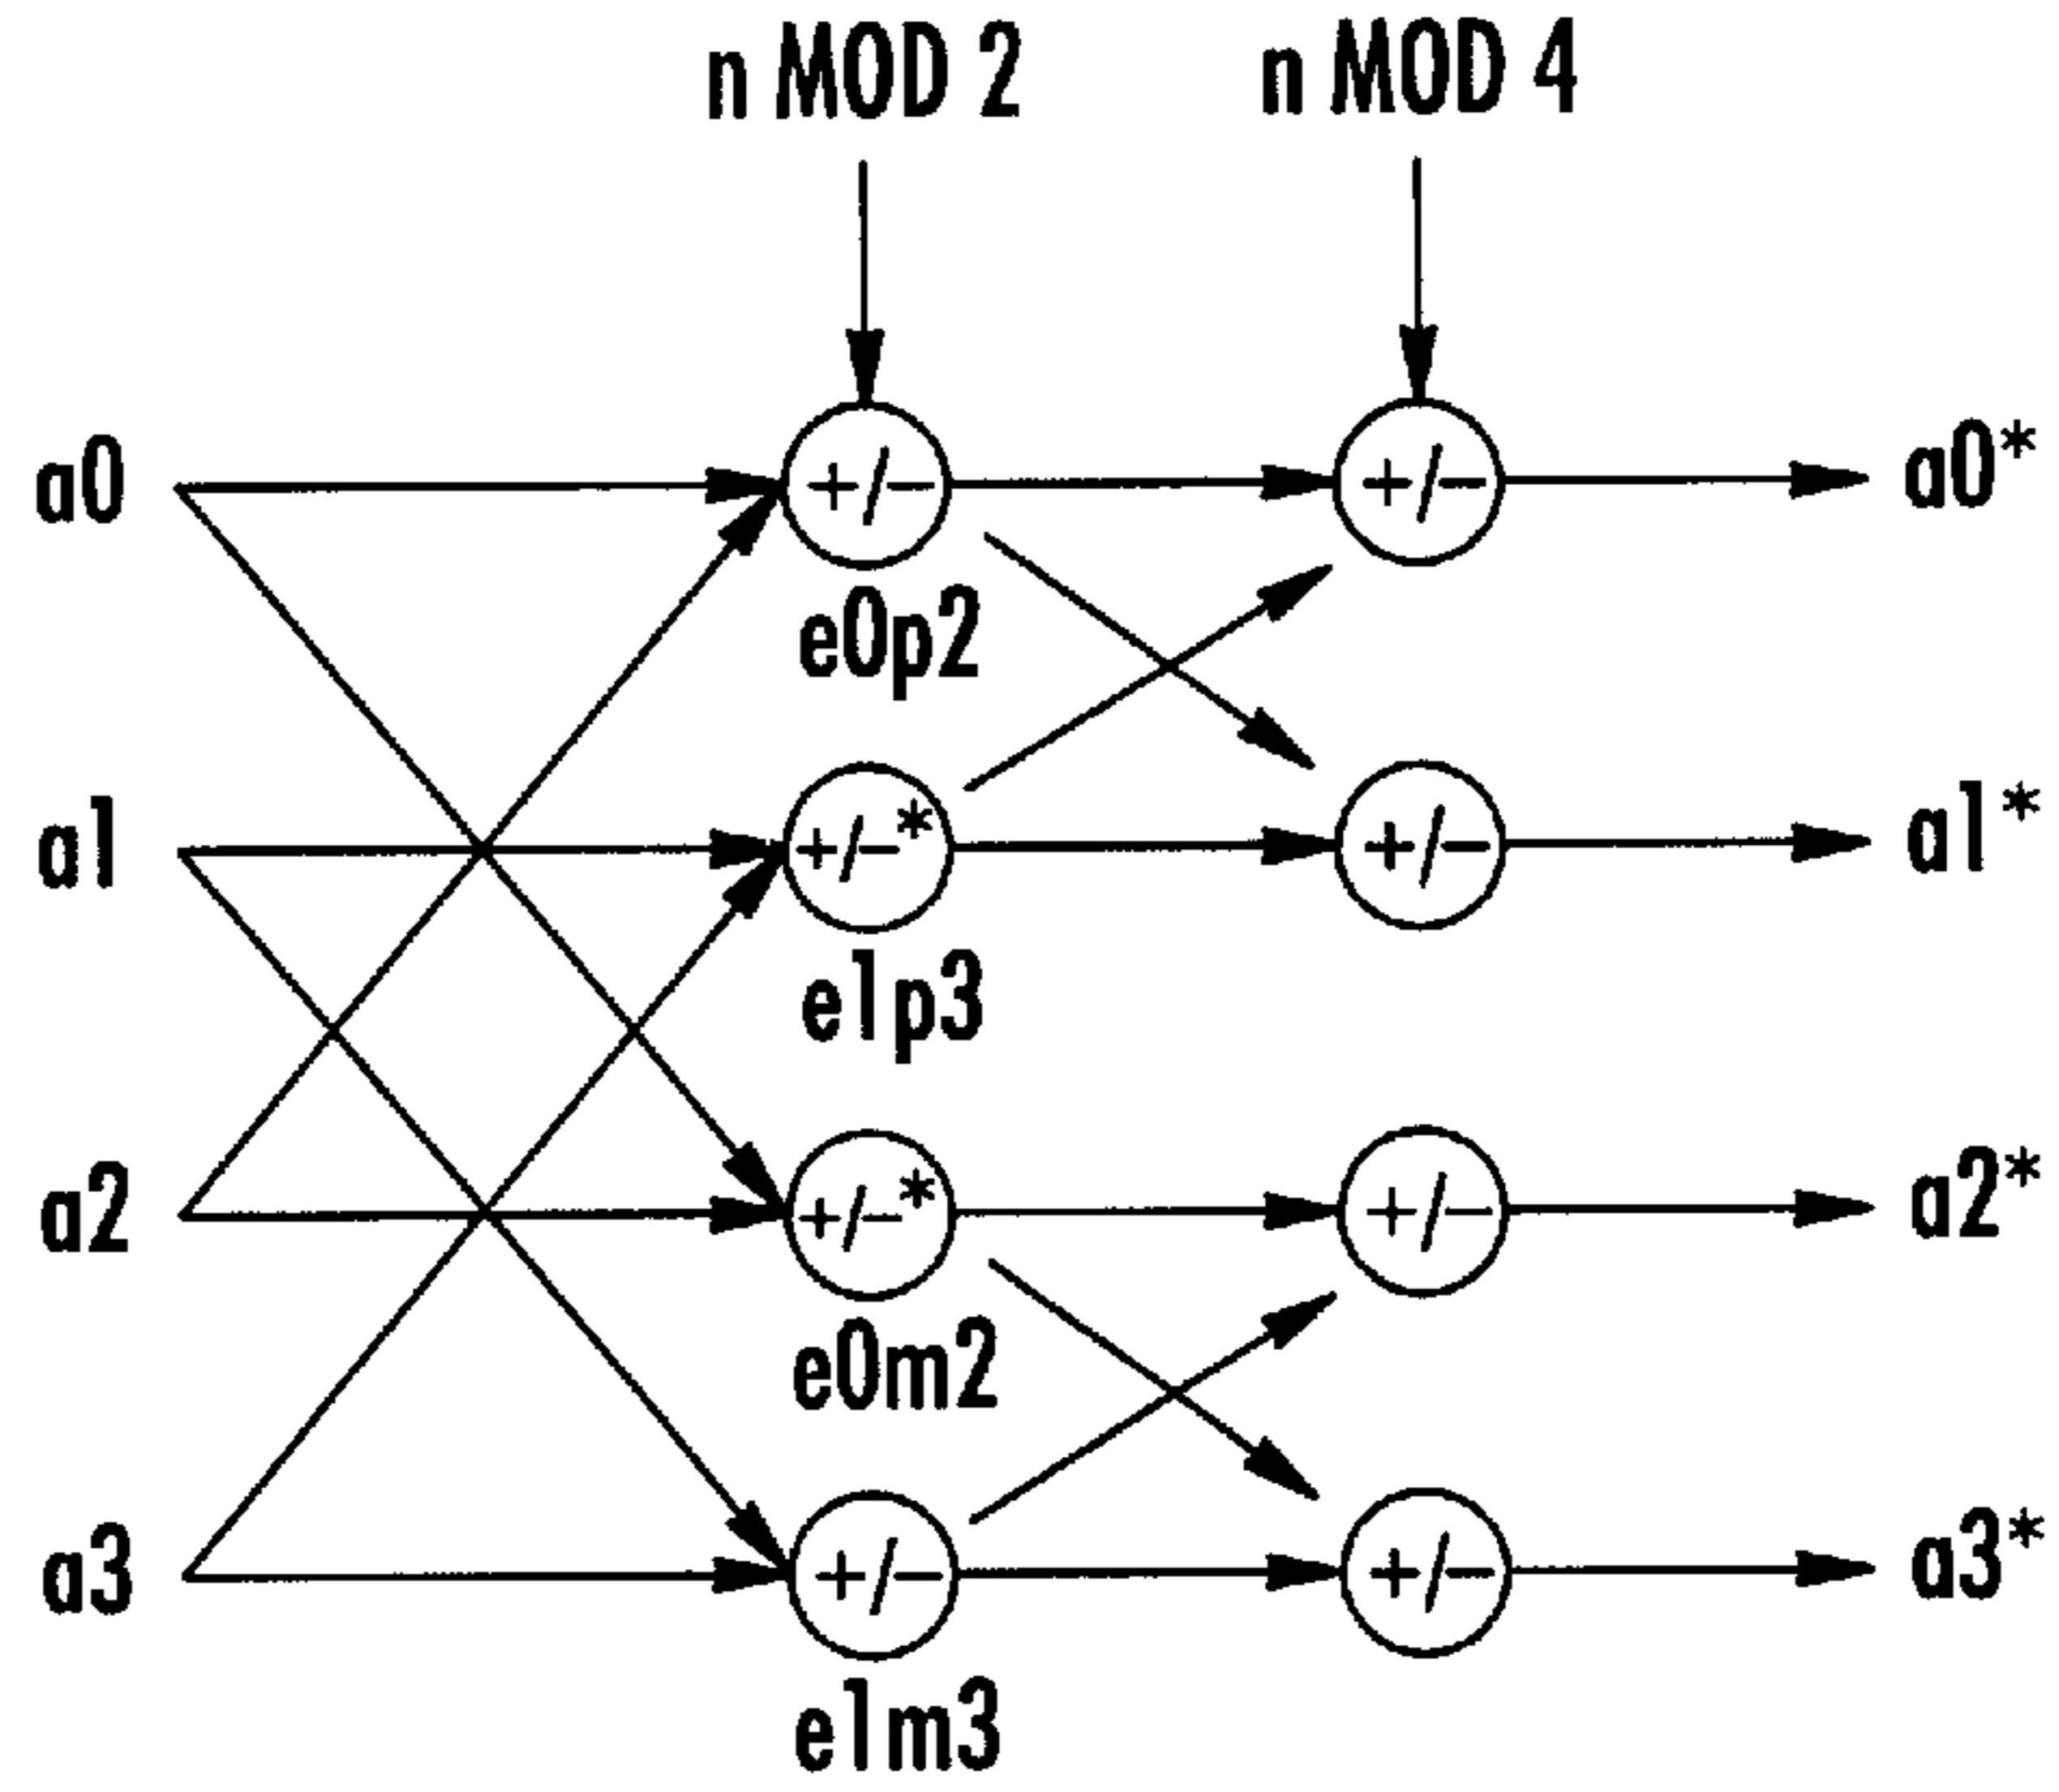 n MOD 2
n MOD 4
a0
+/−
+/−
a0*
e0p2
a1
+/−*
+/−
a1*
e1p3
a2
+/−*
+/−
a2*
e0m2
a3
+/−
+/−
a3*
e1m3